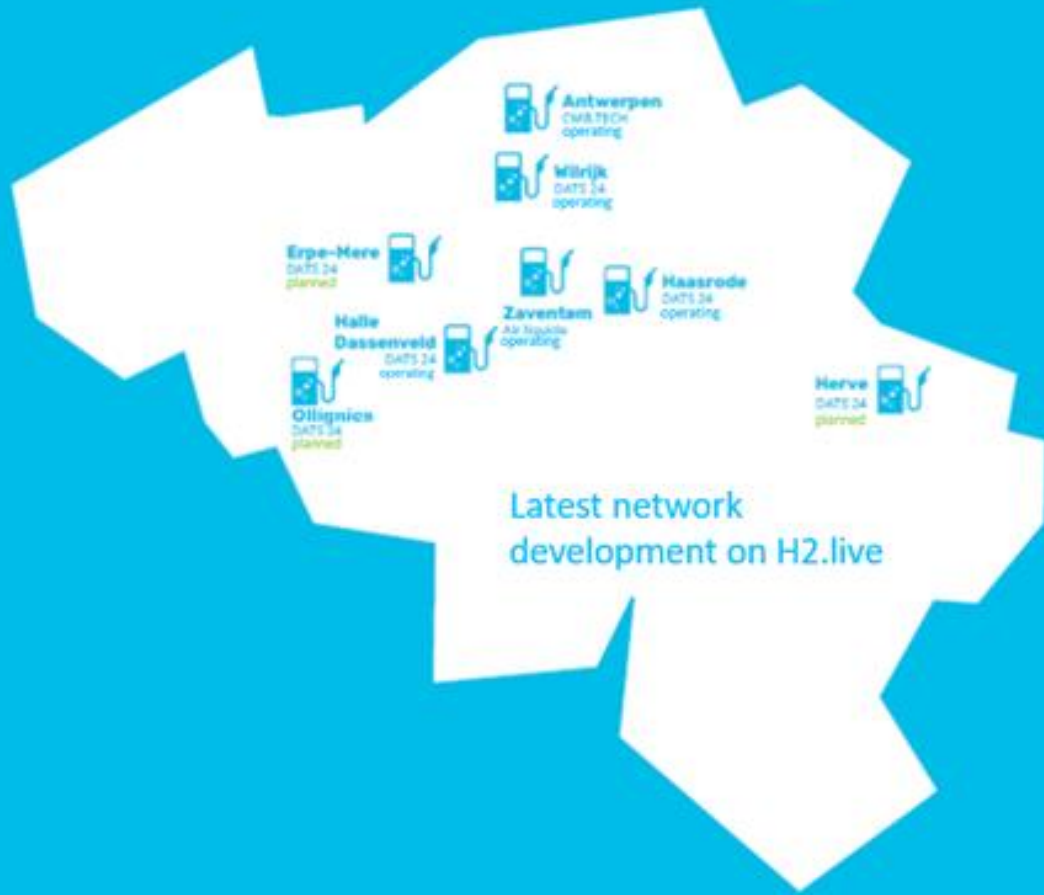 Antwerpen
CMB.TECH
operating
Wilrijk
DATS 24
operating
Erpe-Mere
DATS 24
planned
Zaventem
Air liquide
operating
Haasrode
DATS 24
operating
Halle
Dassenveld
DATS 24
operating
Ollignies
DATS 24
planned
Herve
DATS 24
planned
Latest network
development on H2.live